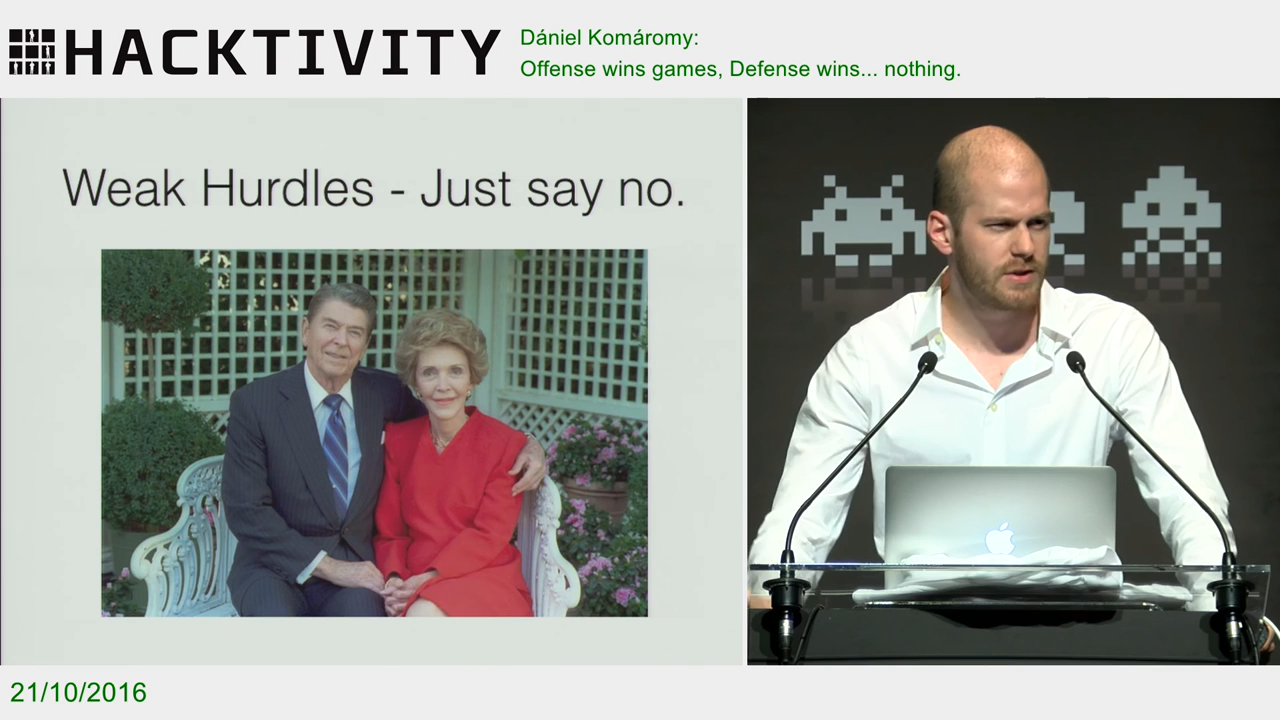 HACKTIVITY
Dániel Komáromy:
Offense wins games, Defense wins... nothing.
Weak Hurdles - Just say no.
21/10/2016